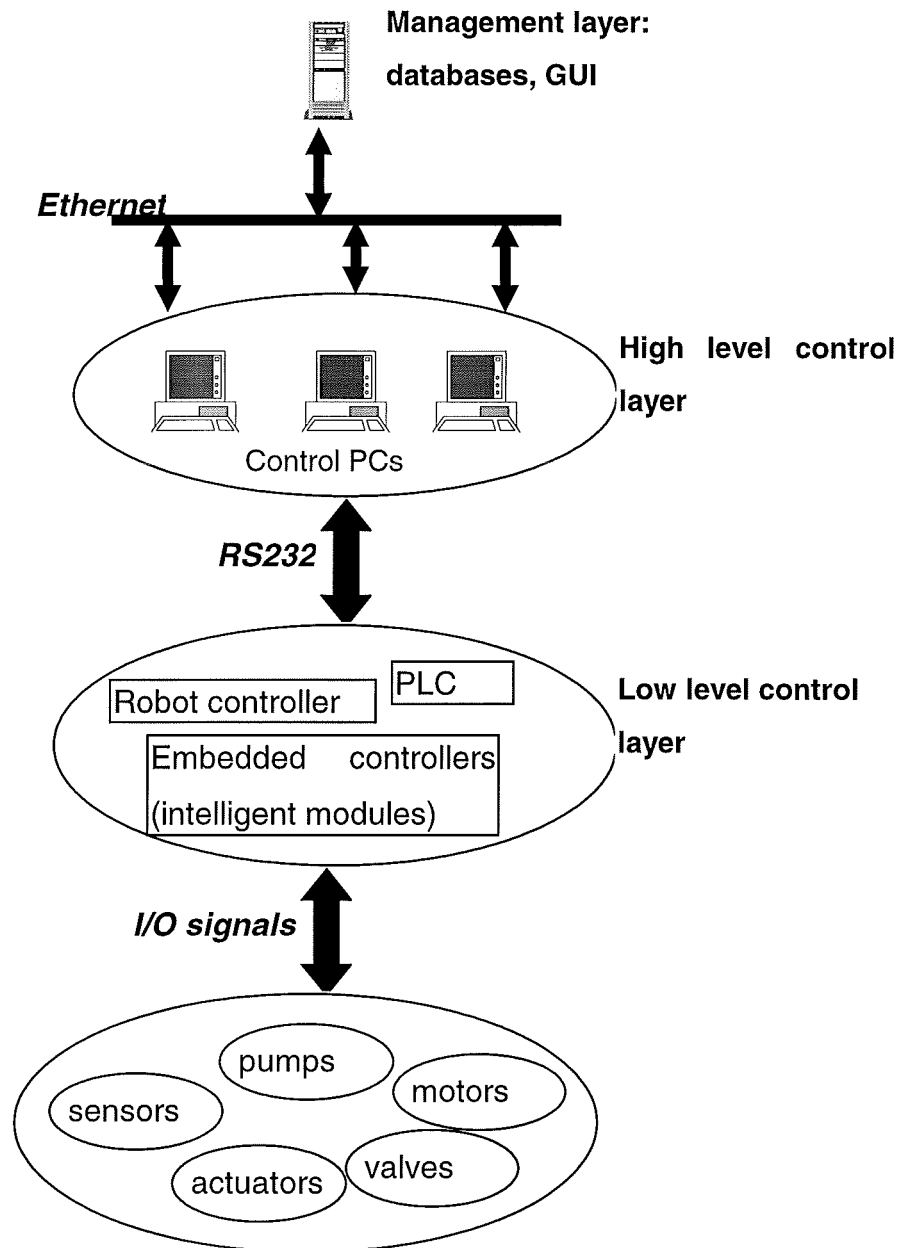 Management layer:
databases, GUI
Ethernet
High level control
layer
Control PCs
RS232
Robot controller
PLC
Low level control
layer
Embedded controllers
(intelligent modules)
I/O signals
pumps
motors
sensors
valves
actuators